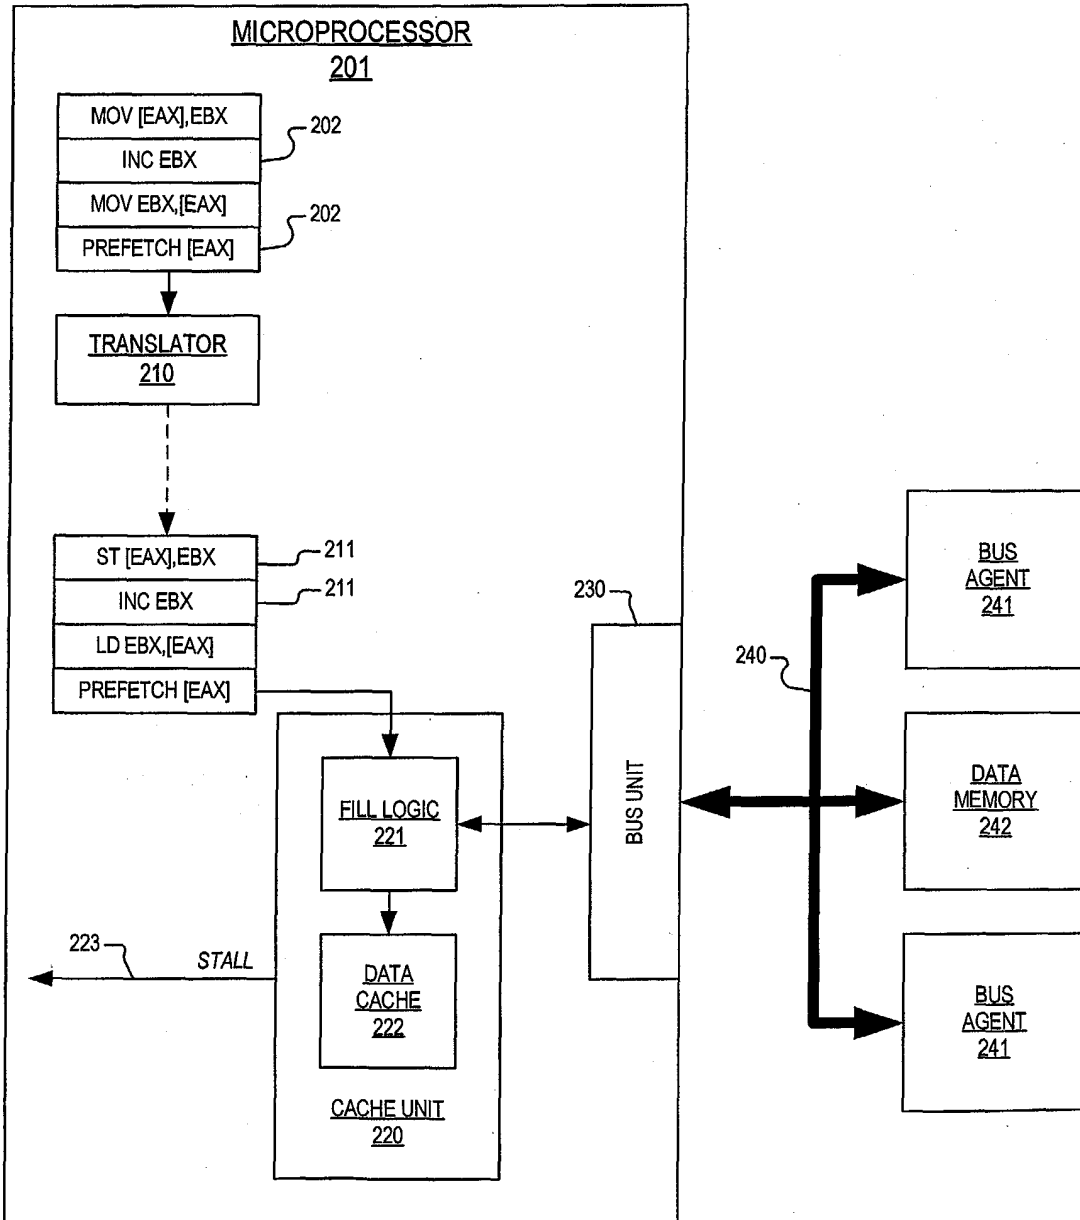 MICROPROCESSOR
201
MOV [EAX],EBX
202
INC EBX
MOV EBX,[EAX]
202
PREFETCH [EAX]
TRANSLATOR
210
ST [EAX],EBX
211
INC EBX
211
LD EBX,[EAX]
PREFETCH [EAX]
FILL LOGIC
221
DATA
CACHE
222
CACHE UNIT
220
223
STALL
230
BUS UNIT
240
BUS
AGENT
241
DATA
MEMORY
242
BUS
AGENT
241